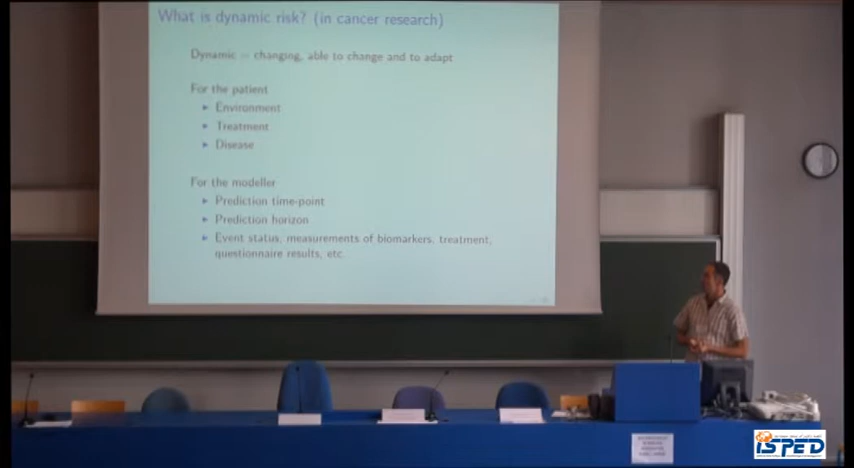 What is dynamic risk? (in cancer research)
Dynamic = changing, able to change and to adapt
For the patient
Environment
Treatment
Disease
For the modeller
Prediction time-point
Prediction horizon
Event status, measurements of biomarkers, treatment,
questionnaire results, etc.
ISPED